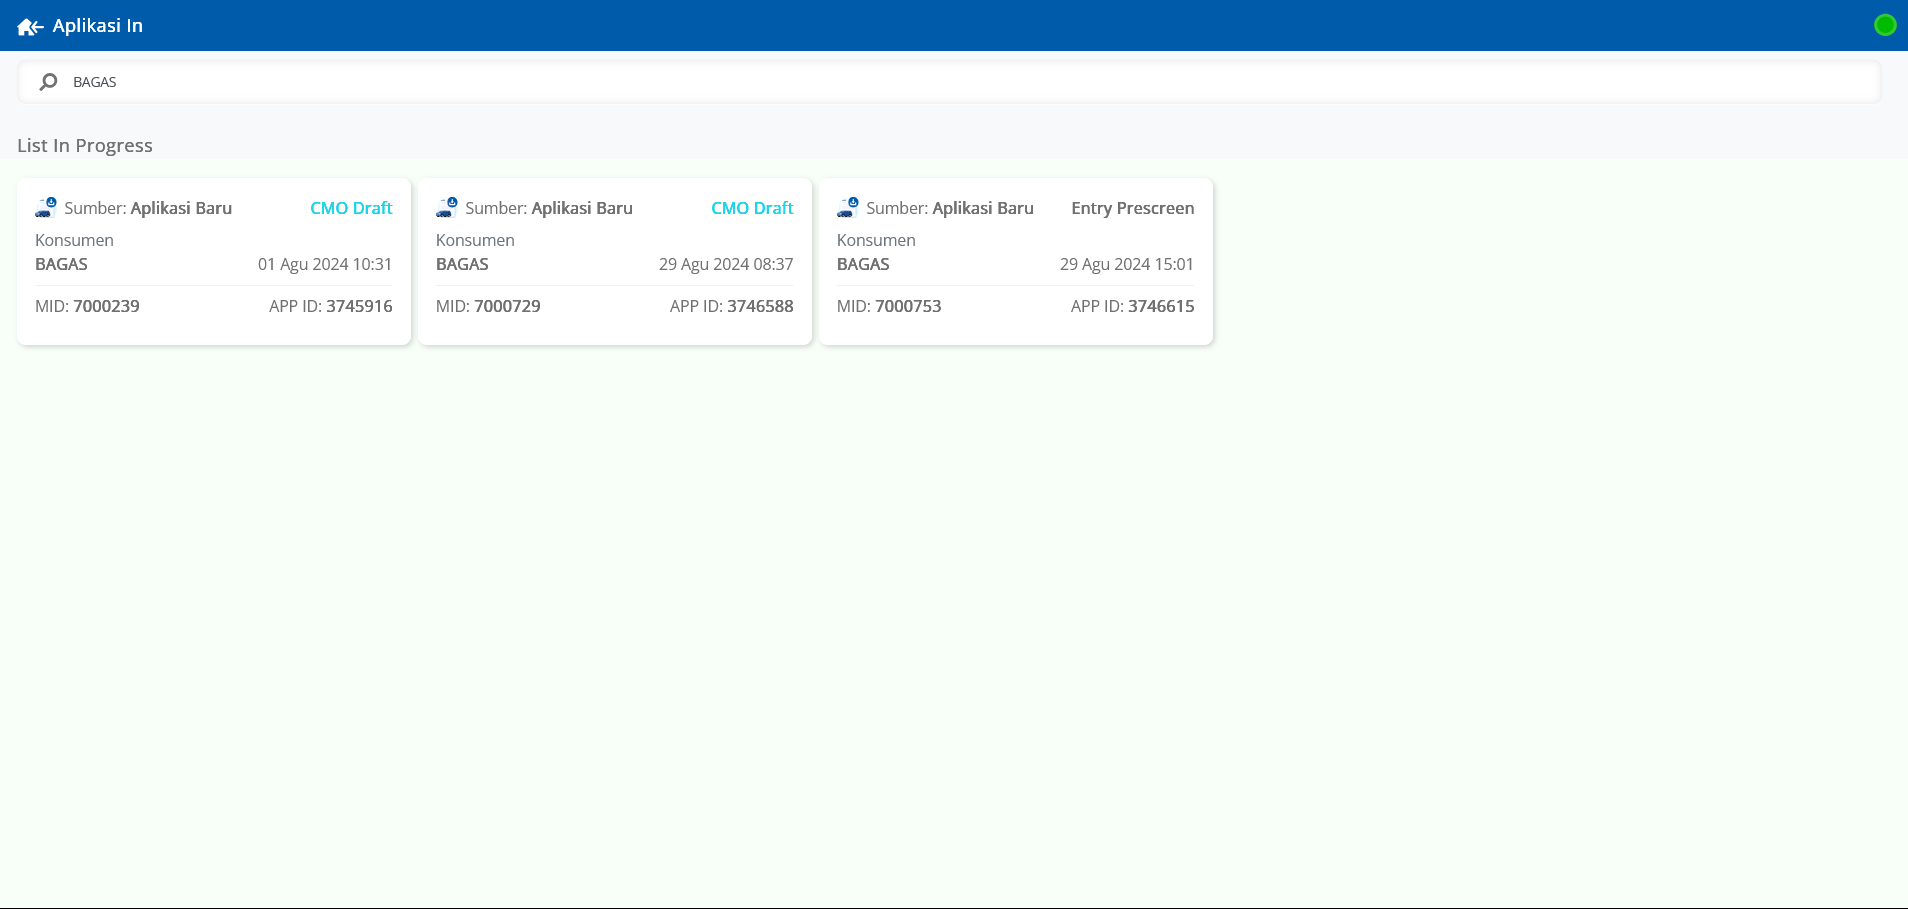 Aplikasi In
BAGAS
List In Progress
Sumber: Aplikasi Baru CMO Draft
Konsumen
BAGAS 01 Agu 2024 10:31
MID: 7000239 APP ID: 3745916
Sumber: Aplikasi Baru CMO Draft
Konsumen
BAGAS 29 Agu 2024 08:37
MID: 7000729 APP ID: 3746588
Sumber: Aplikasi Baru Entry Prescreen
Konsumen
BAGAS 29 Agu 2024 15:01
MID: 7000753 APP ID: 3746615